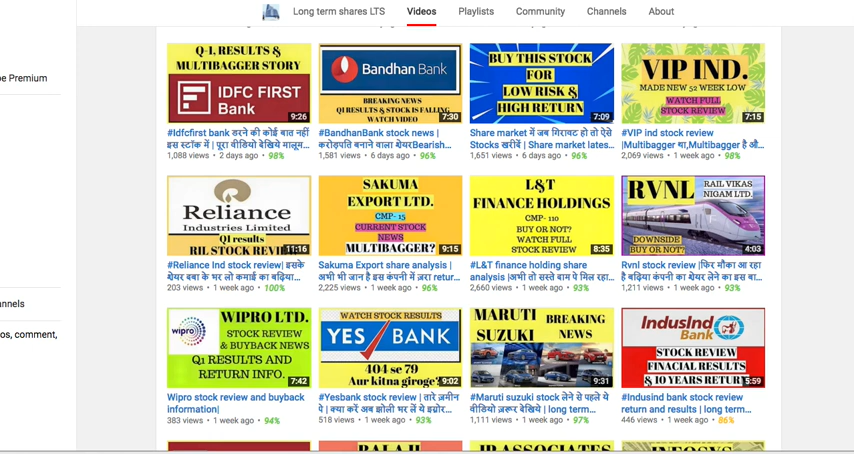 Long term shares LTS
Videos
Playlists
Community
Channels
About
be Premium
nnels
os, comment,
Q-1, RESULTS &
MULTIBAGGER STORY
IDFC FIRST
Bank
9:26
Bandhan Bank
BREAKING NEWS
Q1 RESULTS & STOCK IS FALLING
WATCH VIDEO
7:30
BUY THIS STOCK
FOR
LOW RISK &
HIGH RETURN
7:09
VIP IND.
MADE NEW 52 WEEK LOW
WATCH FULL
STOCK REVIEW
7:15
#Idfcfirst bank डरने की कोई बात नहीं
इस स्टॉक में | पूरा वीडियो देखिये मालूम...
1,088 views • 2 days ago • 98%
#BandhanBank stock news |
करोड़पति बनाने वाला शेयरBearish...
1,581 views • 6 days ago • 96%
Share market में जब गिरावट हो तो ऐसे
Stocks खरीदें | Share market lates...
1,651 views • 6 days ago • 96%
#VIP ind stock review
|Multibagger था,Multibagger है औ...
2,069 views • 1 week ago • 98%
Reliance
Industries Limited
Q1 results
RIL STOCK REVIEW
11:16
SAKUMA
EXPORT LTD.
CMP- 15
CURRENT STOCK
NEWS
MULTIBAGGER?
9:15
L&T
FINANCE HOLDINGS
CMP- 110
BUY OR NOT?
WATCH FULL
STOCK REVIEW
8:35
RVNL
RAIL VIKAS
NIGAM LTD.
DOWNSIDE
BUY OR NOT?
4:03
#Reliance Ind stock review| इसके
शेयर बबा के भर लो कमाई का बढ़िया...
203 views • 1 week ago • 100%
Sakuma Export share analysis |
अभी भी जान है इस कंपनी में ज़रा retur...
2,225 views • 1 week ago • 96%
#L&T finance holding share
analysis |अभी तो सस्ते बाम पे मिल रहा...
2,660 views • 1 week ago • 93%
Rvnl stock review |फिर मौका आ रहा
है बढ़िया कंपनी का शेयर लेने का इस बा...
1,211 views • 1 week ago • 93%
wipro
WIPRO LTD.
STOCK REVIEW
& BUYBACK NEWS
Q1 RESULTS AND
RETURN INFO.
7:42
WATCH STOCK RESULTS
YES BANK
404 se 79
Aur kitna giroge?
9:02
MARUTI
SUZUKI
BREAKING
NEWS
9:31
IndusInd
Bank
STOCK REVIEW
FINACIAL RESULTS
& 10 YEARS RETURN
5:59
Wipro stock review and buyback
information|
383 views • 1 week ago • 94%
#Yesbank stock review | तारे ज़मीन
पे | क्या करें अब झोली भर लें ये इग्नोर...
518 views • 1 week ago • 93%
#Maruti suzuki stock लेने से पहले ये
वीडियो ज़रूर देखिये | long term...
1,111 views • 1 week ago • 97%
#Indusind bank stock review
return and results | long term...
446 views • 1 week ago • 86%